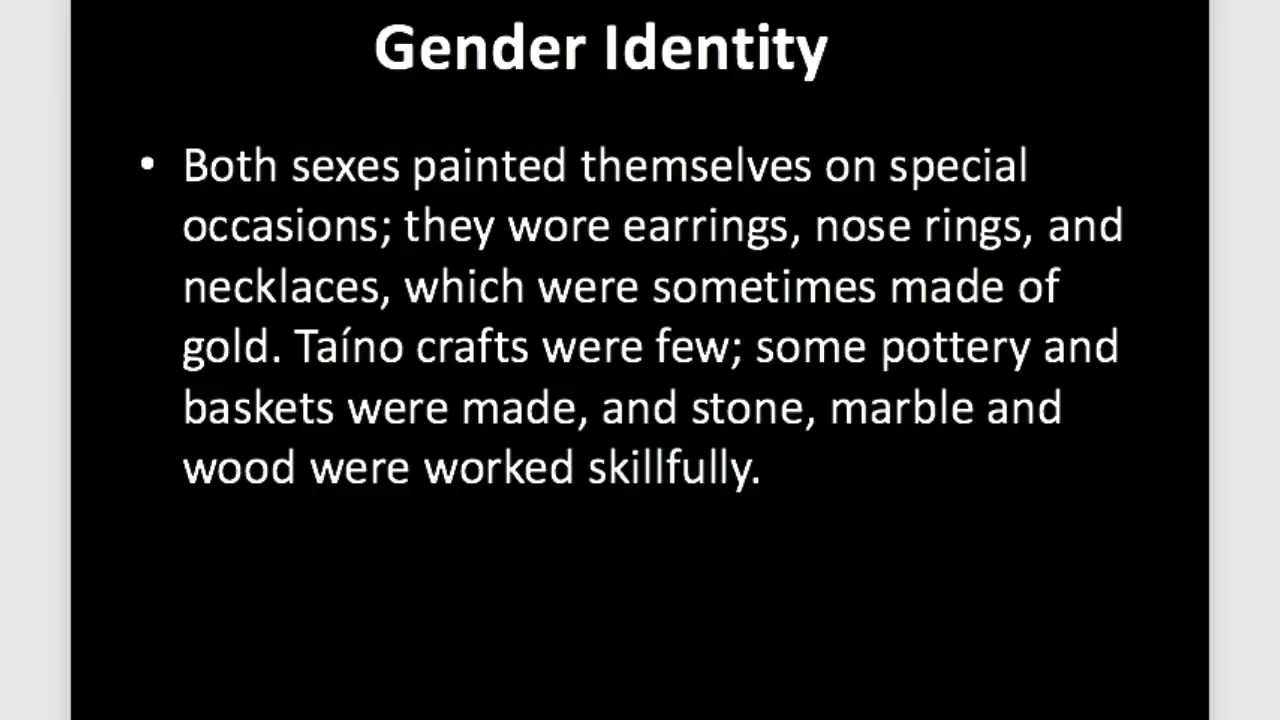 Gender Identity
• Both sexes painted themselves on special
occasions; they wore earrings, nose rings, and
necklaces, which were sometimes made of
gold. Taíno crafts were few; some pottery and
baskets were made, and stone, marble and
wood were worked skillfully.